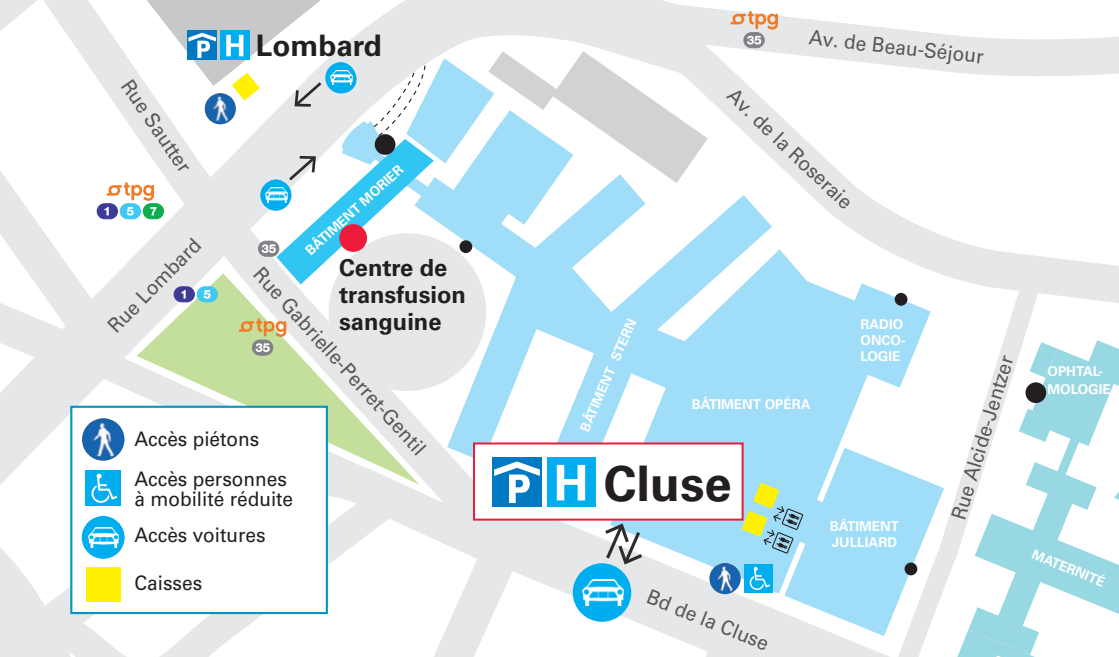 P H Lombard
tpg
35
Av. de Beau-Séjour
Rue Sautter
Av. de la Roseraie
tpg
1 5 7
BÂTIMENT MORIER
35
Rue Lombard
Centre de
transfusion
sanguine
1 5
Rue Gabrielle-Perret-Gentil
tpg
35
BÂTIMENT STERN
RADIO
ONCO-
LOGIE
BÂTIMENT OPÉRA
Rue Alcide-Jentzer
OPHTAL-
MOLOGIE
Accès piétons
Accès personnes
à mobilité réduite
Accès voitures
Caisses
P H Cluse
BÂTIMENT
JULLIARD
MATERNITÉ
Bd de la Cluse